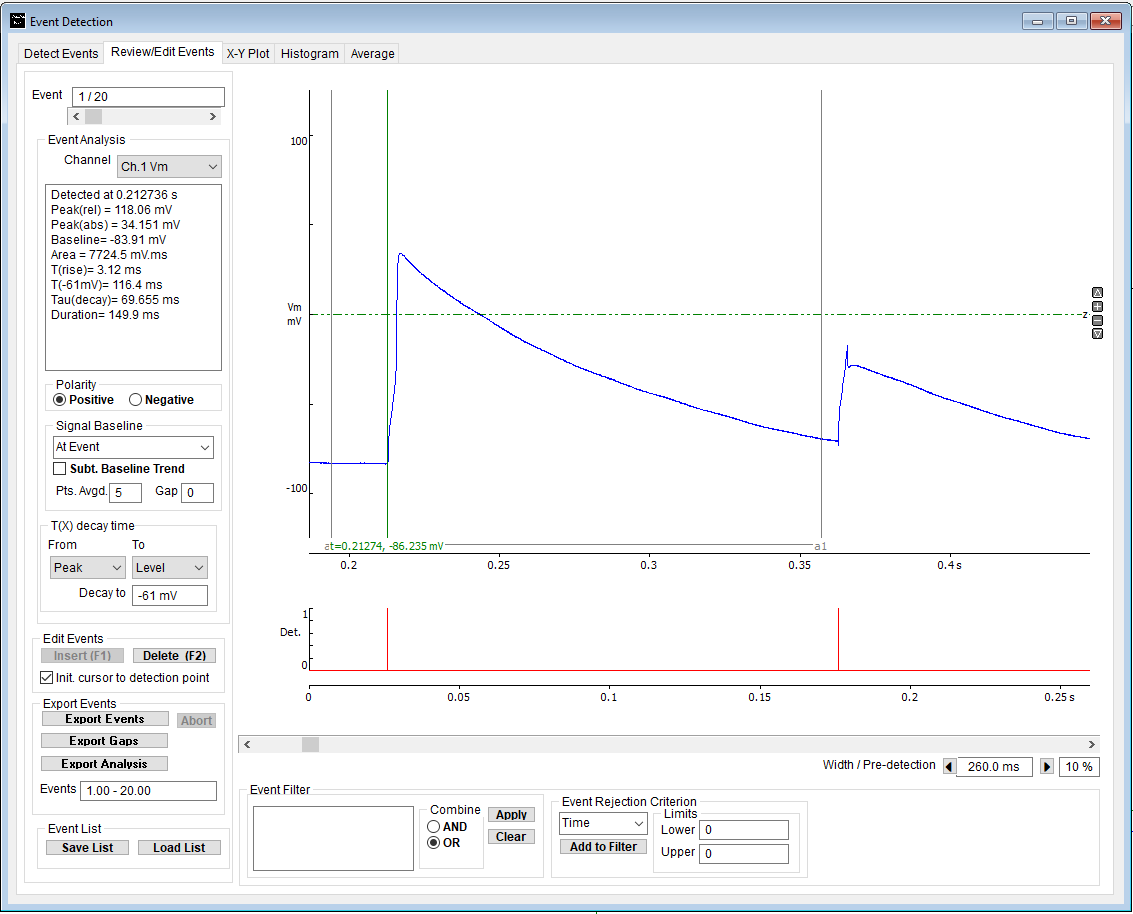 Event Detection
Detect Events Review/Edit Events X-Y Plot Histogram Average
Event 1 / 20
Event Analysis
Channel Ch.1 Vm
Detected at 0.212736 s
Peak(rel) = 118.06 mV
Peak(abs) = 34.151 mV
Baseline= -83.91 mV
Area = 7724.5 mV.ms
T(rise)= 3.12 ms
T(-61mV)= 116.4 ms
Tau(decay)= 69.655 ms
Duration= 149.9 ms
Polarity
Positive Negative
Signal Baseline
At Event
Subt. Baseline Trend
Pts. Avgd. 5 Gap 0
T(X) decay time
From To
Peak Level
Decay to -61 mV
Edit Events
Insert (F1) Delete (F2)
Init. cursor to detection point
Export Events
Export Events Abort
Export Gaps
Export Analysis
Events 1.00 - 20.00
Event List
Save List Load List
100
Vm
mV
z
-100
at=0.21274, -86.235 mV a1
0.2 0.25 0.3 0.35 0.4 s
1
Det.
0
0 0.05 0.1 0.15 0.2 0.25 s
Width / Pre-detection 260.0 ms 10 %
Event Filter
Combine
AND
OR
Apply
Clear
Event Rejection Criterion
Time
Add to Filter
Limits
Lower 0
Upper 0